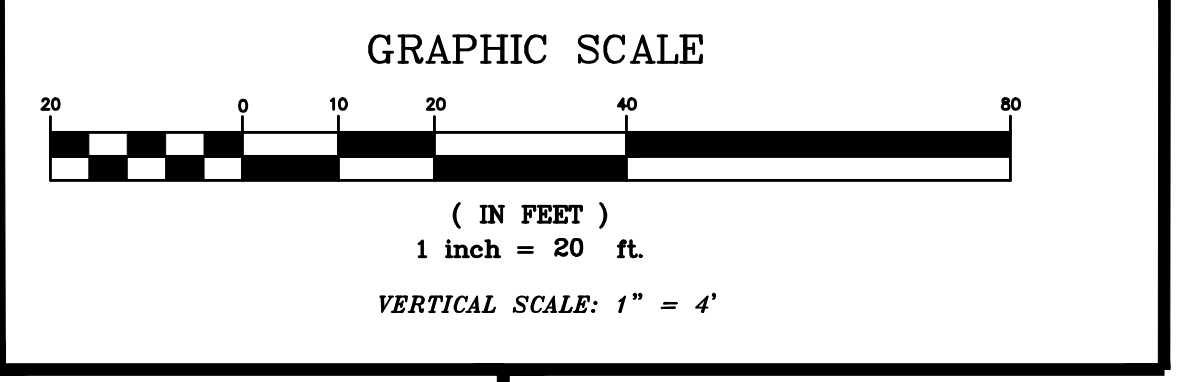 GRAPHIC SCALE
20 0 10 20 40 80
( IN FEET )
1 inch = 20 ft.
VERTICAL SCALE: 1" = 4'